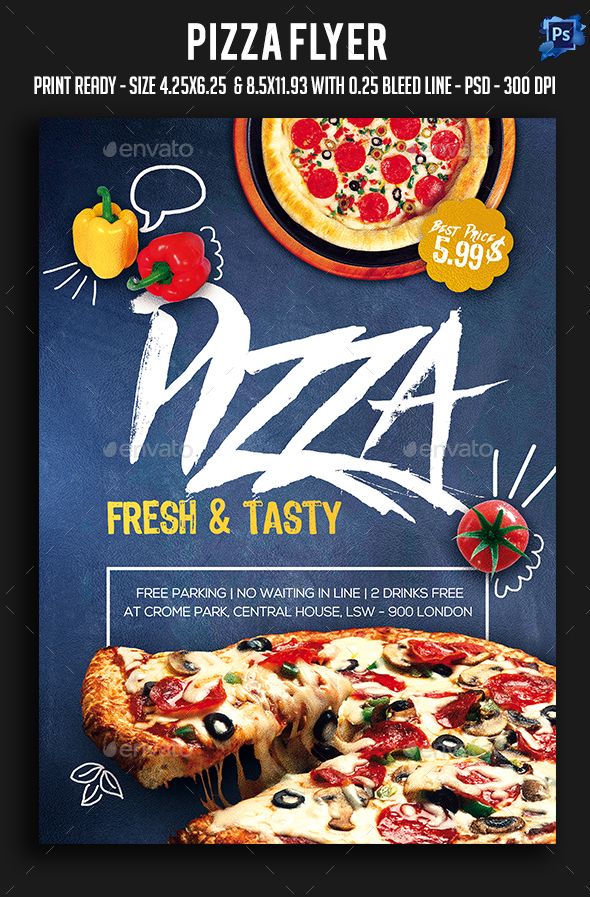 PIZZA FLYER
Ps
PRINT READY - SIZE 4.25X6.25 & 8.5X11.93 WITH 0.25 BLEED LINE - PSD - 300 DPI
envato
envato
BEST PRICE
5.99$
PIZZA
envato
envato
FRESH & TASTY
FREE PARKING | NO WAITING IN LINE | 2 DRINKS FREE
AT CROME PARK, CENTRAL HOUSE, LSW - 900 LONDON
envato
envato